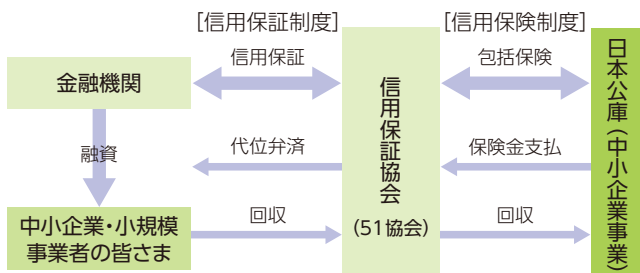 [信用保証制度]
[信用保険制度]
金融機関
信用保証
包括保険
融資
代位弁済
保険金支払
中小企業・小規模
事業者の皆さま
回収
信用保証協会
(51協会)
回収
日本公庫(中小企業事業)